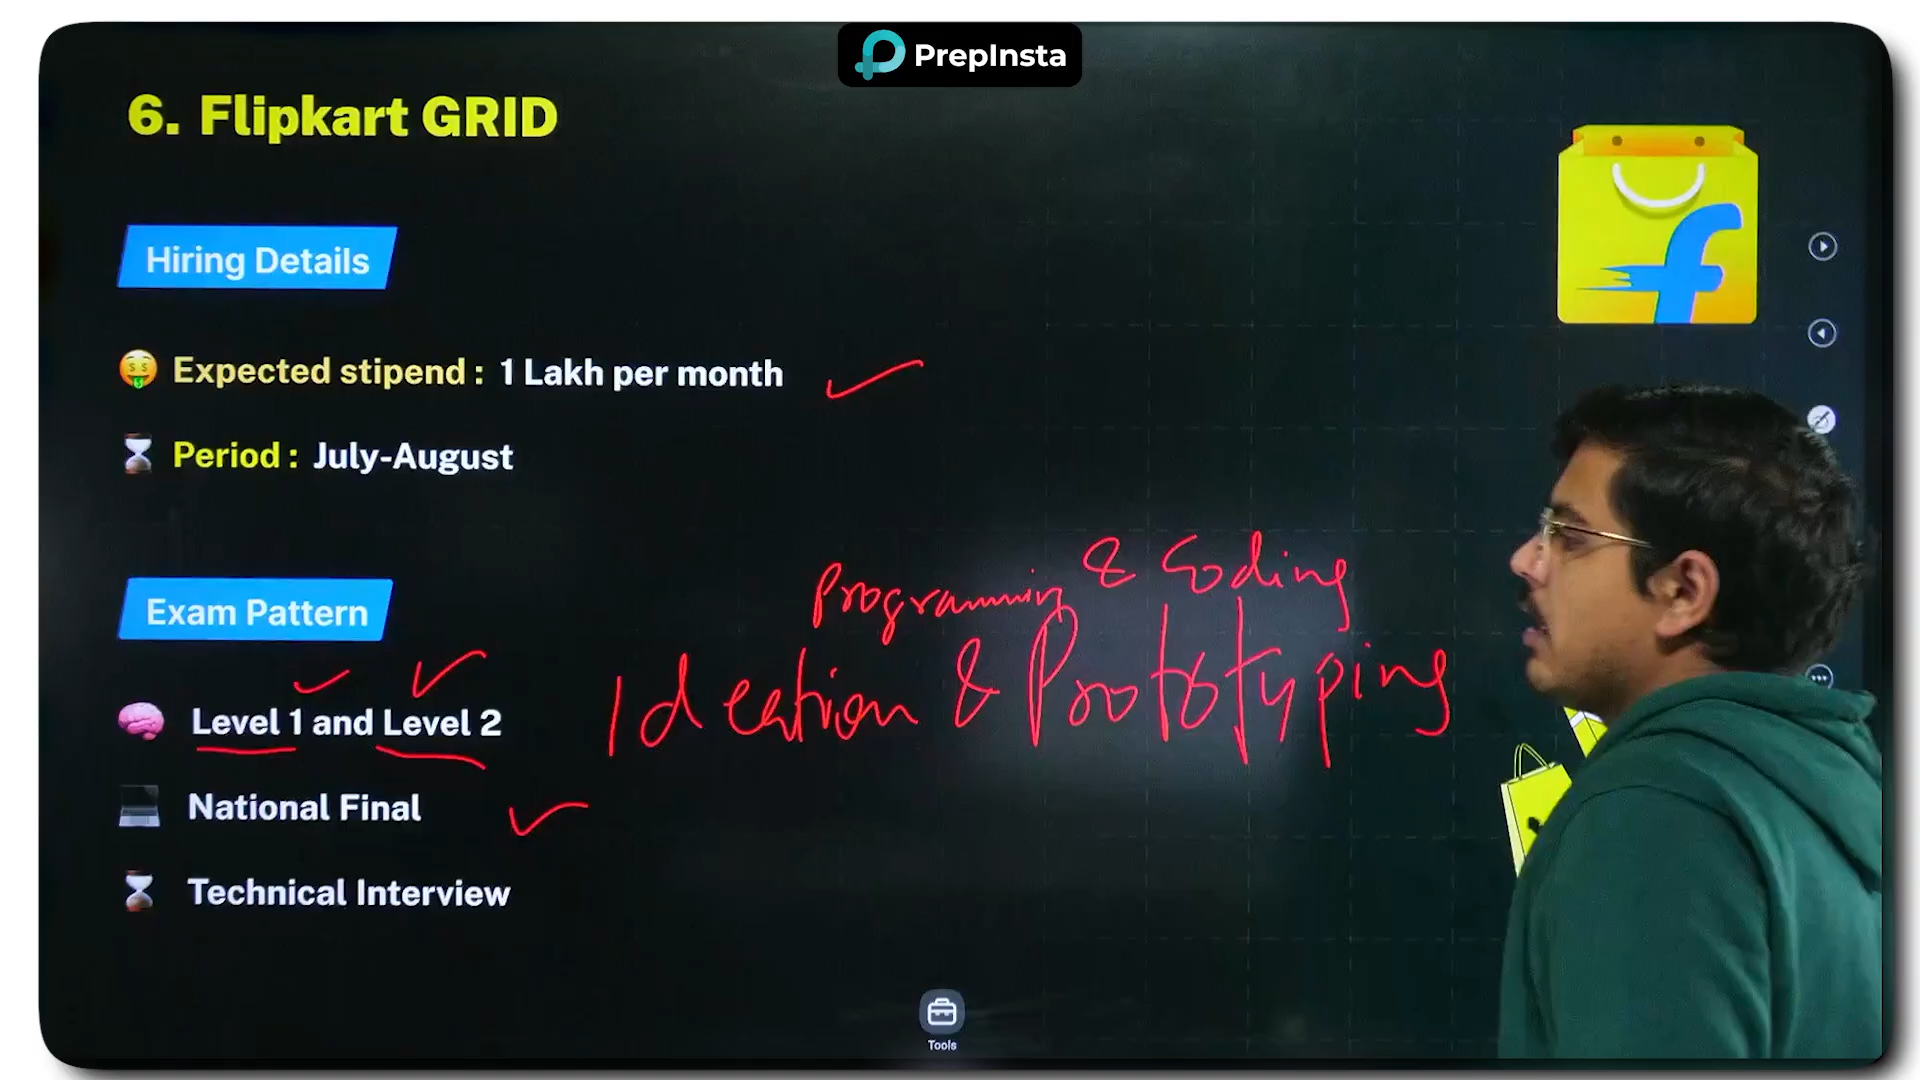 PrepInsta
6. Flipkart GRID
Hiring Details
Expected stipend : 1 Lakh per month
Period : July-August
Exam Pattern
Programming & Coding
Level 1 and Level 2
Ideation & Prototyping
National Final
Technical Interview
Tools